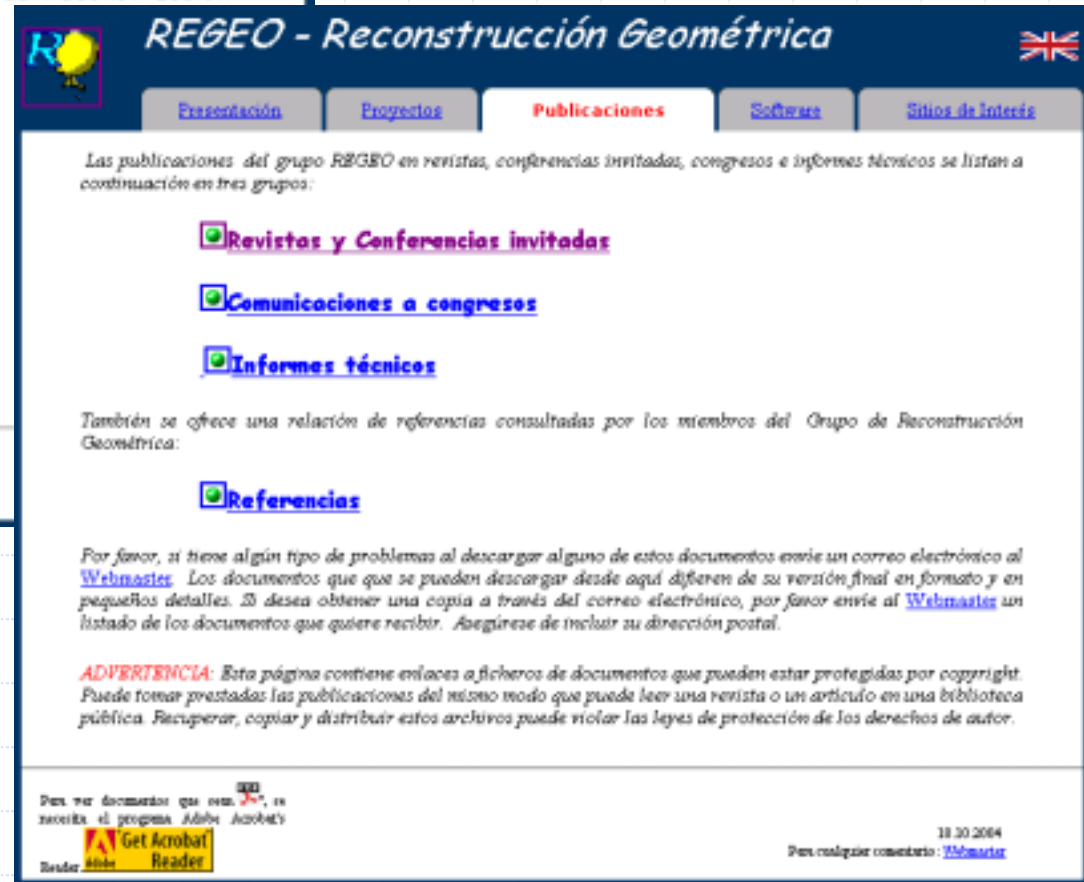 REGEO - Reconstrucción Geométrica
Presentación Proyectos Publicaciones Software Sitios de Interés
Las publicaciones del grupo REGEO en revistas, conferencias invitadas, congresos e informes técnicos se listan a
continuación en tres grupos:
Revistas y Conferencias invitadas
Comunicaciones a congresos
Informes técnicos
También se ofrece una relación de referencias consultadas por los miembros del Grupo de Reconstrucción
Geométrica:
Referencias
Por favor, si tiene algún tipo de problemas al descargar alguno de estos documentos envie un correo electrónico al
Webmaster. Los documentos que que se pueden descargar desde aquí difieren de su versión final en formato y en
pequeños detalles. Si desea obtener una copia a través del correo electrónico, por favor envíe al Webmaster un
listado de los documentos que quiere recibir. Asegúrese de incluir su dirección postal.
ADVERTENCIA: Esta página contiene enlaces a ficheros de documentos que pueden estar protegidas por copyright.
Puede tomar prestadas las publicaciones del mismo modo que puede leer una revista o un artículo en una biblioteca
pública. Recuperar, copiar y distribuir estos archivos puede violar las leyes de protección de los derechos de autor.
Para ver documentos que sean , se
necesita el programa Adobe Acrobat's
Reader. Adobe Get Acrobat Reader
18.10.2004
Para cualquier comentario : Webmaster